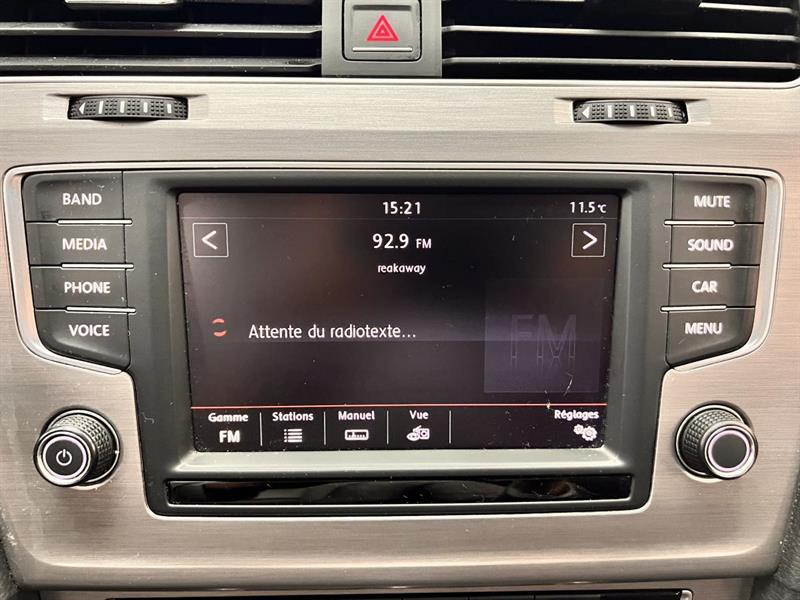 BAND
MEDIA
PHONE
VOICE
15:21
11.5°C
92.9 FM
reakaway
Attente du radiotexte...
FM
Gamme
FM
Stations
Manuel
Vue
Réglages
MUTE
SOUND
CAR
MENU